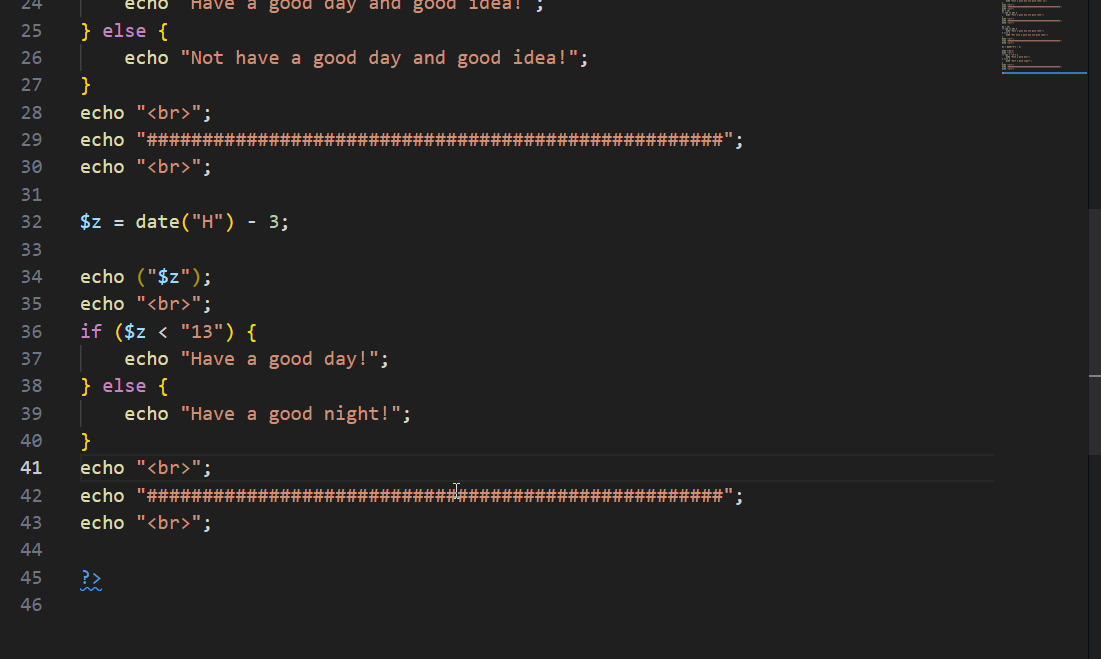 24 echo "Have a good day and good idea!";
25 } else {
26 echo "Not have a good day and good idea!";
27 }
28 echo "<br>";
29 echo "####################################################";
30 echo "<br>";
31
32 $z = date("H") - 3;
33
34 echo ("$z");
35 echo "<br>";
36 if ($z < "13") {
37 echo "Have a good day!";
38 } else {
39 echo "Have a good night!";
40 }
41 echo "<br>";
42 echo "####################################################";
43 echo "<br>";
44
45 ?>
46